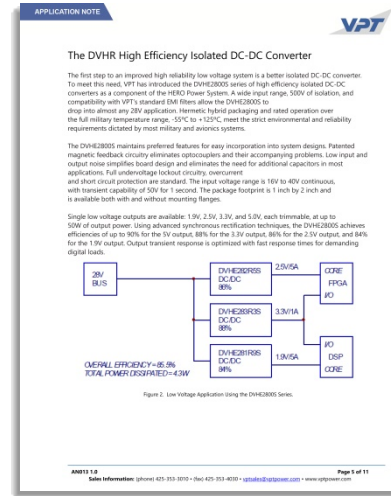 APPLICATION NOTE
VPT
The DVHR High Efficiency Isolated DC-DC Converter
The first step to an improved high reliability low voltage system is a better isolated DC-DC converter.
To meet this need, VPT has introduced the DVHE2800S series of high efficiency isolated DC-DC
converters as a component of the HERO Power System. A wide input range, 500V of isolation, and
compatibility with VPT's standard EMI filters allow the DVHE2800S to
drop into almost any 28V application. Hermetic hybrid packaging and rated operation over
the full military temperature range, -55°C to +125°C, meet the strict environmental and reliability
requirements dictated by most military and avionics systems.
The DVHE2800S maintains preferred features for easy incorporation into system designs. Patented
magnetic feedback circuitry eliminates optocouplers and their accompanying problems. Low input and
output noise simplifies board design and eliminates the need for additional capacitors in most
applications. Full undervoltage lockout circuitry, overcurrent
and short circuit protection are standard. The input voltage range is 16V to 40V continuous,
with transient capability of 50V for 1 second. The package footprint is 1 inch by 2 inch and
is available both with and without mounting flanges.
Single low voltage outputs are available: 1.9V, 2.5V, 3.3V, and 5.0V, each trimmable, at up to
50W of output power. Using advanced synchronous rectification techniques, the DVHE2800S achieves
efficiencies of up to 90% for the 5V output, 88% for the 3.3V output, 86% for the 2.5V output, and 84%
for the 1.9V output. Output transient response is optimized with fast response times for demanding
digital loads.
28V
BUS
DVHE282R5S
DC/DC
86%
2.5V/5A
CORE
FPGA
I/O
DVHE283R3S
DC/DC
88%
3.3V/1A
DVHE281R9S
DC/DC
84%
1.9V/5A
I/O
DSP
CORE
OVERALL EFFICIENCY = 85.5%
TOTAL POWER DISSIPATED = 4.3W
Figure 2. Low Voltage Application Using the DVHE2800S Series.
AN013 1.0
Page 5 of 11
Sales Information: (phone) 425-353-3010 • (fax) 425-353-4030 • vptsales@vptpower.com • www.vptpower.com